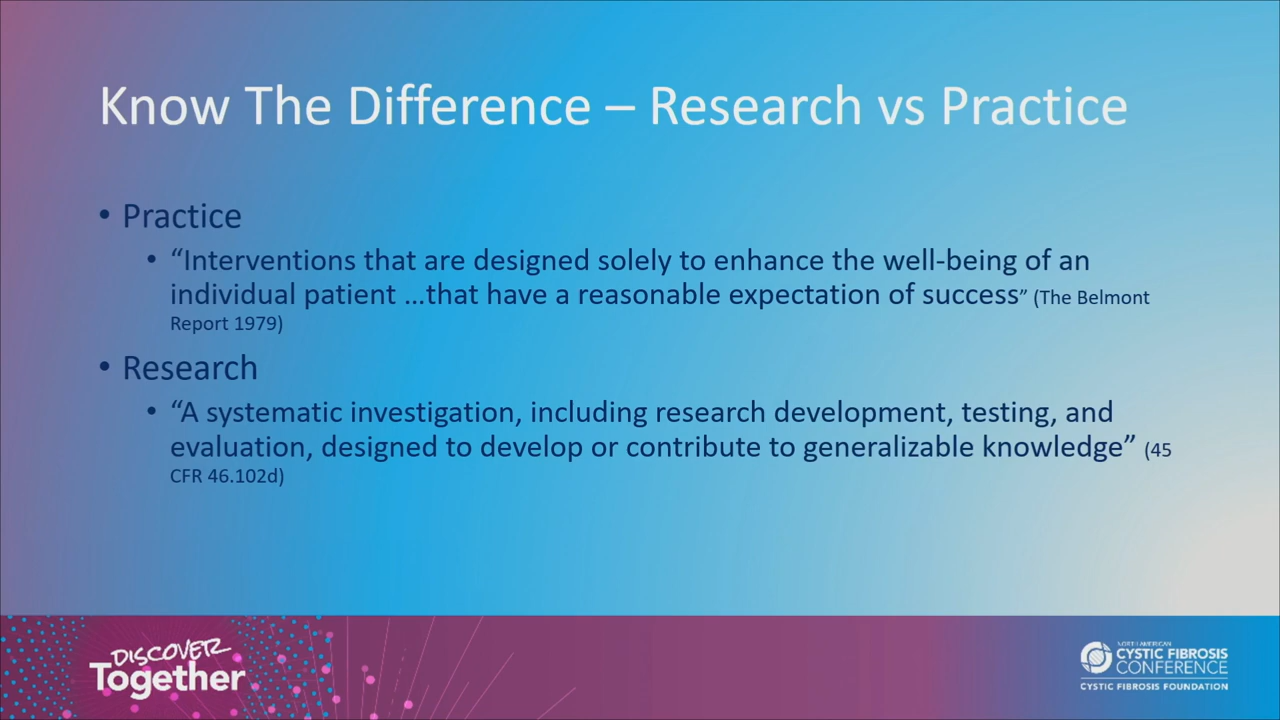 Know The Difference – Research vs Practice
• Practice
• “Interventions that are designed solely to enhance the well-being of an
individual patient …that have a reasonable expectation of success” (The Belmont
Report 1979)
• Research
• “A systematic investigation, including research development, testing, and
evaluation, designed to develop or contribute to generalizable knowledge” (45
CFR 46.102d)
DISCOVER
Together
NORTH AMERICAN
CYSTIC FIBROSIS
CONFERENCE
CYSTIC FIBROSIS FOUNDATION